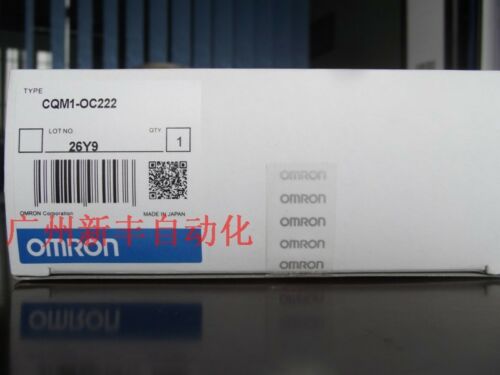 TYPE
CQM1-OC222
LOT NO. QTY
26Y9 1
OMRON Corporation MADE IN JAPAN
广州新丰自动化
OMRON
OMRON
OMRON
OMRON
OMRON
OMRON